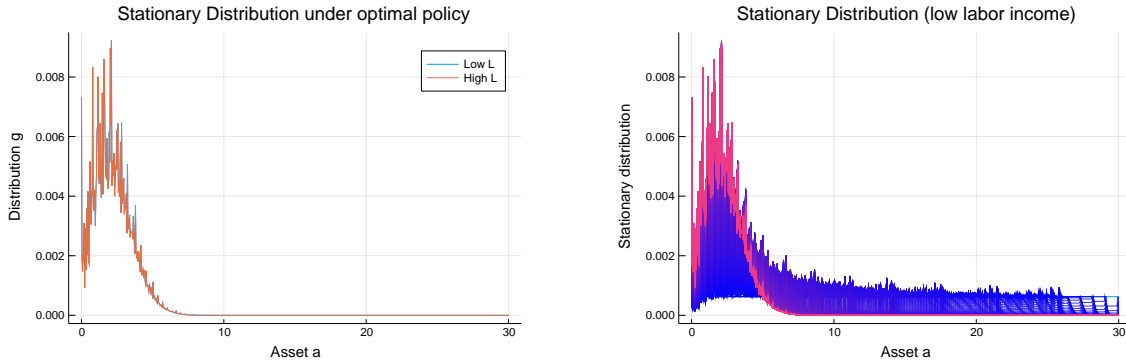 Stationary Distribution under optimal policy
Distribution g
0.008
0.006
0.004
0.002
0.000
Low L
High L
0
10
20
30
Asset a
Stationary Distribution (low labor income)
Stationary distribution
0.008
0.006
0.004
0.002
0.000
0
10
20
30
Asset a